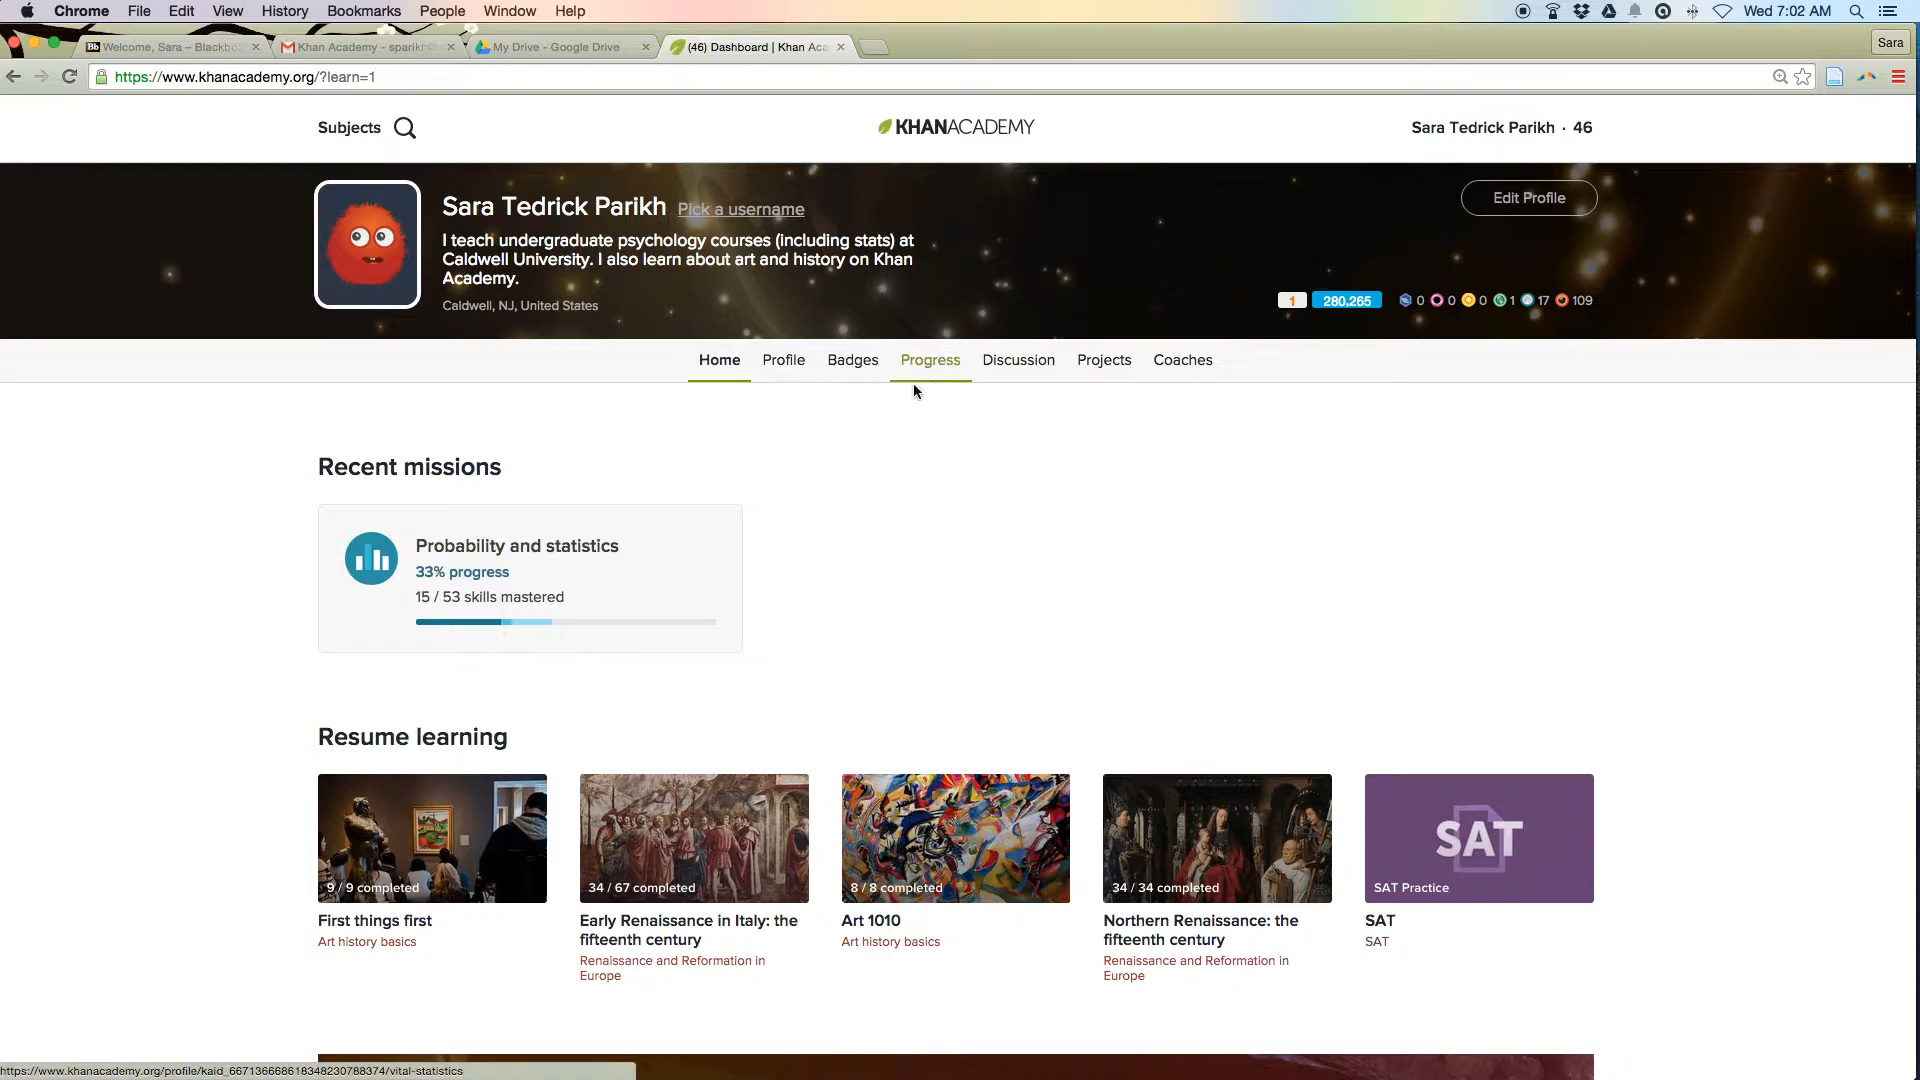 Chrome File Edit View History Bookmarks People Window Help Wed 7:02 AM
Bb Welcome, Sara – Blackbo Khan Academy - sparikh My Drive - Google Drive (46) Dashboard | Khan Aca Sara
https://www.khanacademy.org/?learn=1
Subjects KHANACADEMY Sara Tedrick Parikh · 46
Sara Tedrick Parikh Pick a username Edit Profile
I teach undergraduate psychology courses (including stats) at
Caldwell University. I also learn about art and history on Khan
Academy.
Caldwell, NJ, United States
1 280,265 0 0 0 1 17 109
Home Profile Badges Progress Discussion Projects Coaches
Recent missions
Probability and statistics
33% progress
15 / 53 skills mastered
Resume learning
9 / 9 completed 34 / 67 completed 8 / 8 completed 34 / 34 completed SAT SAT Practice
First things first Early Renaissance in Italy: the fifteenth century Art 1010 Northern Renaissance: the fifteenth century SAT
Art history basics Renaissance and Reformation in Europe Art history basics Renaissance and Reformation in Europe SAT
https://www.khanacademy.org/profile/kaid_667136668618348230788374/vital-statistics